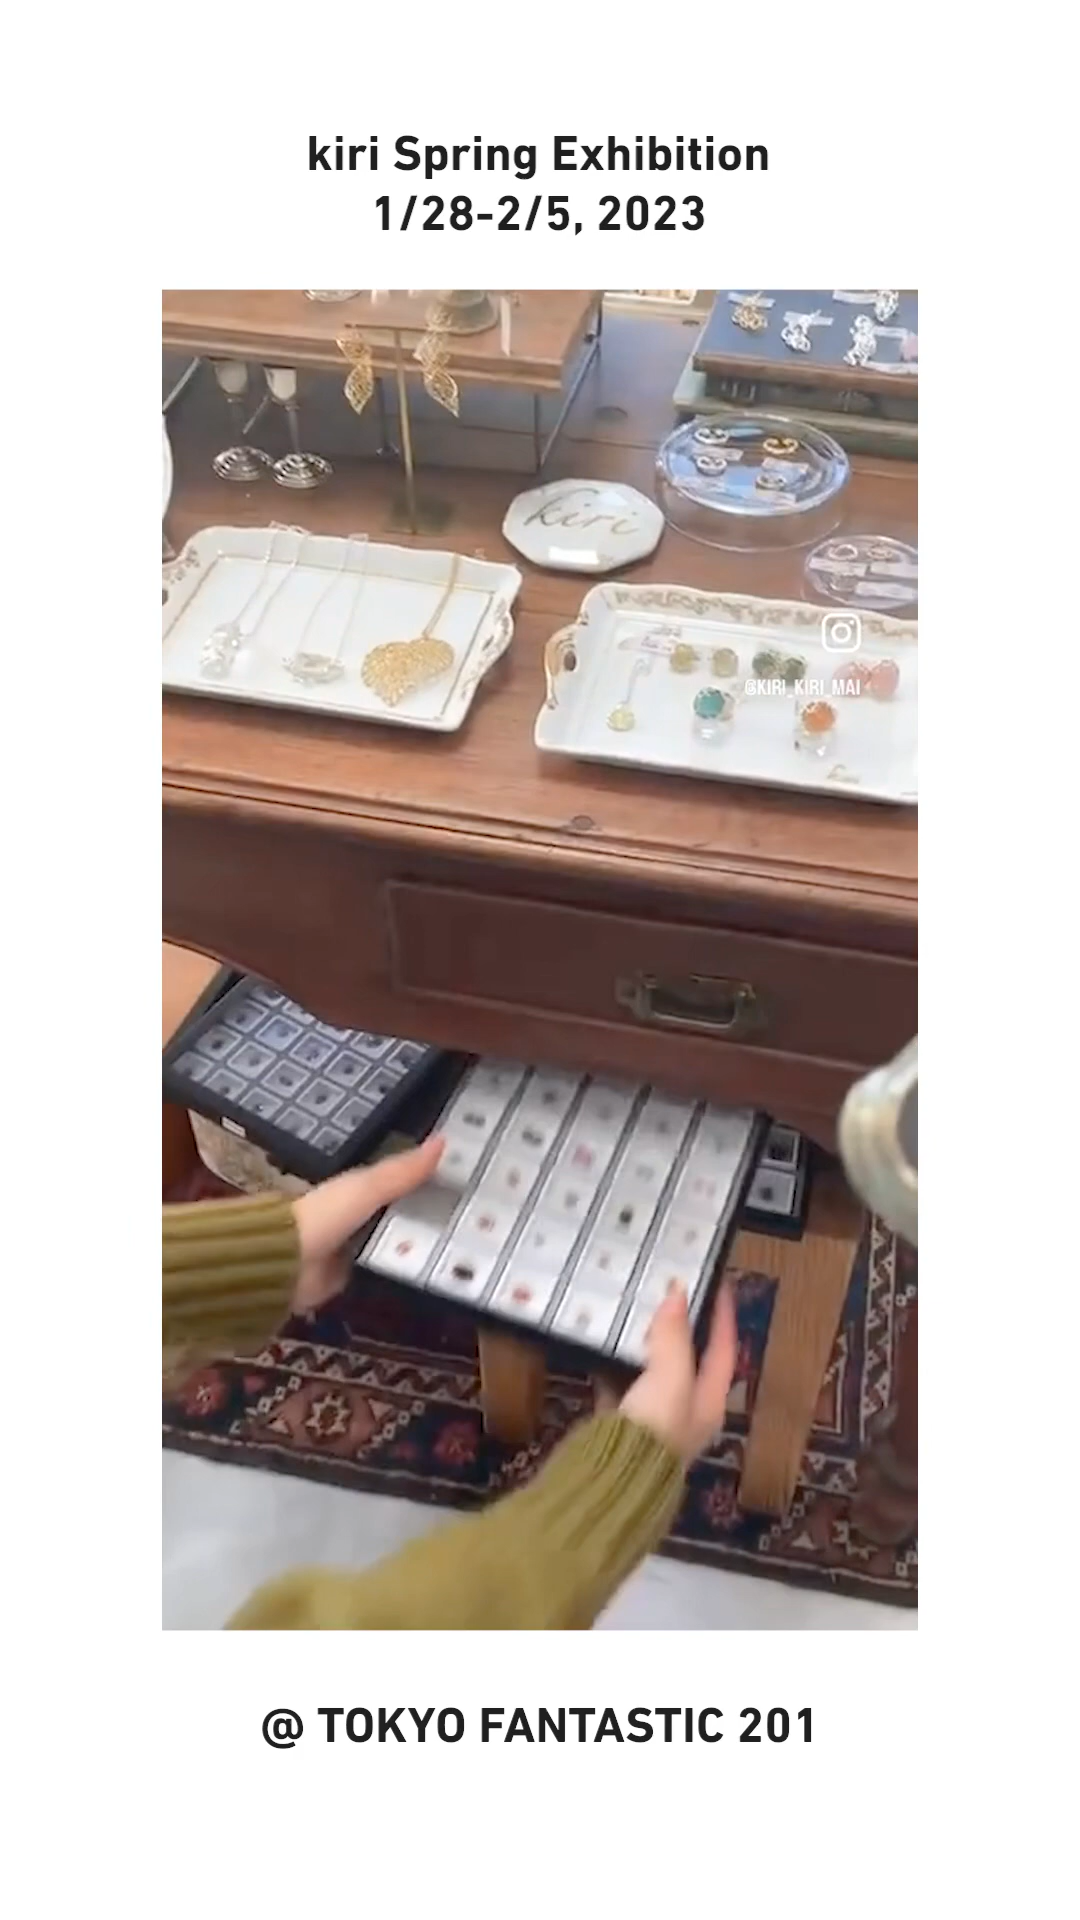 kiri Spring Exhibition
1/28-2/5, 2023
kiri
@KIRI_KIRI_MAI
@ TOKYO FANTASTIC 201